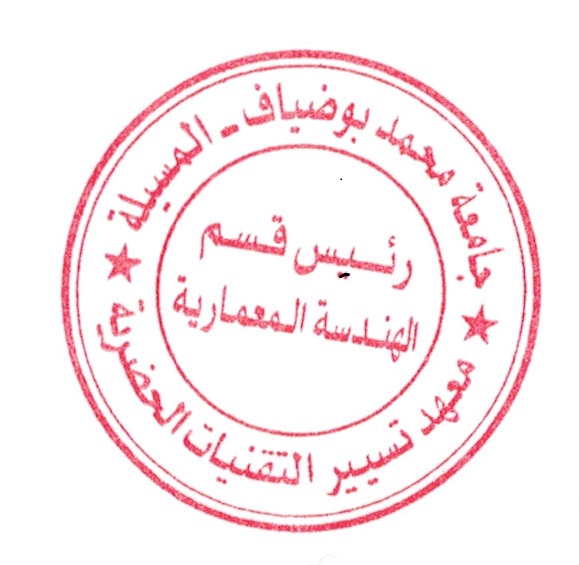 جامعة محمد بوضياف - المسيلة
رئيس قسم
الهندسة المعمارية
معهد تسيير التقنيات الحضرية